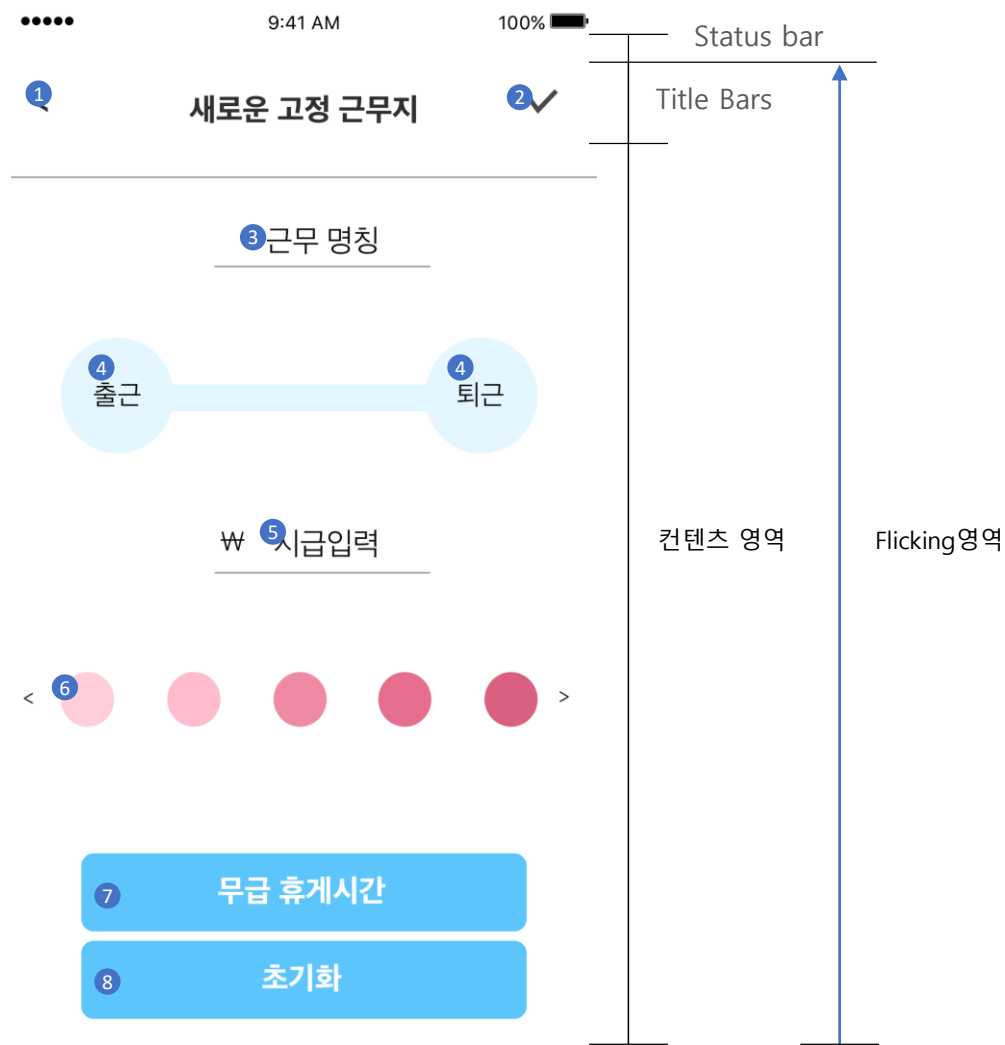 9:41 AM
100%
Status bar
1
새로운 고정 근무지
2
Title Bars
3
근무 명칭
4
출근
4
퇴근
₩
5
시급입력
컨텐츠 영역
Flicking영역
<
6
>
7
무급 휴게시간
8
초기화